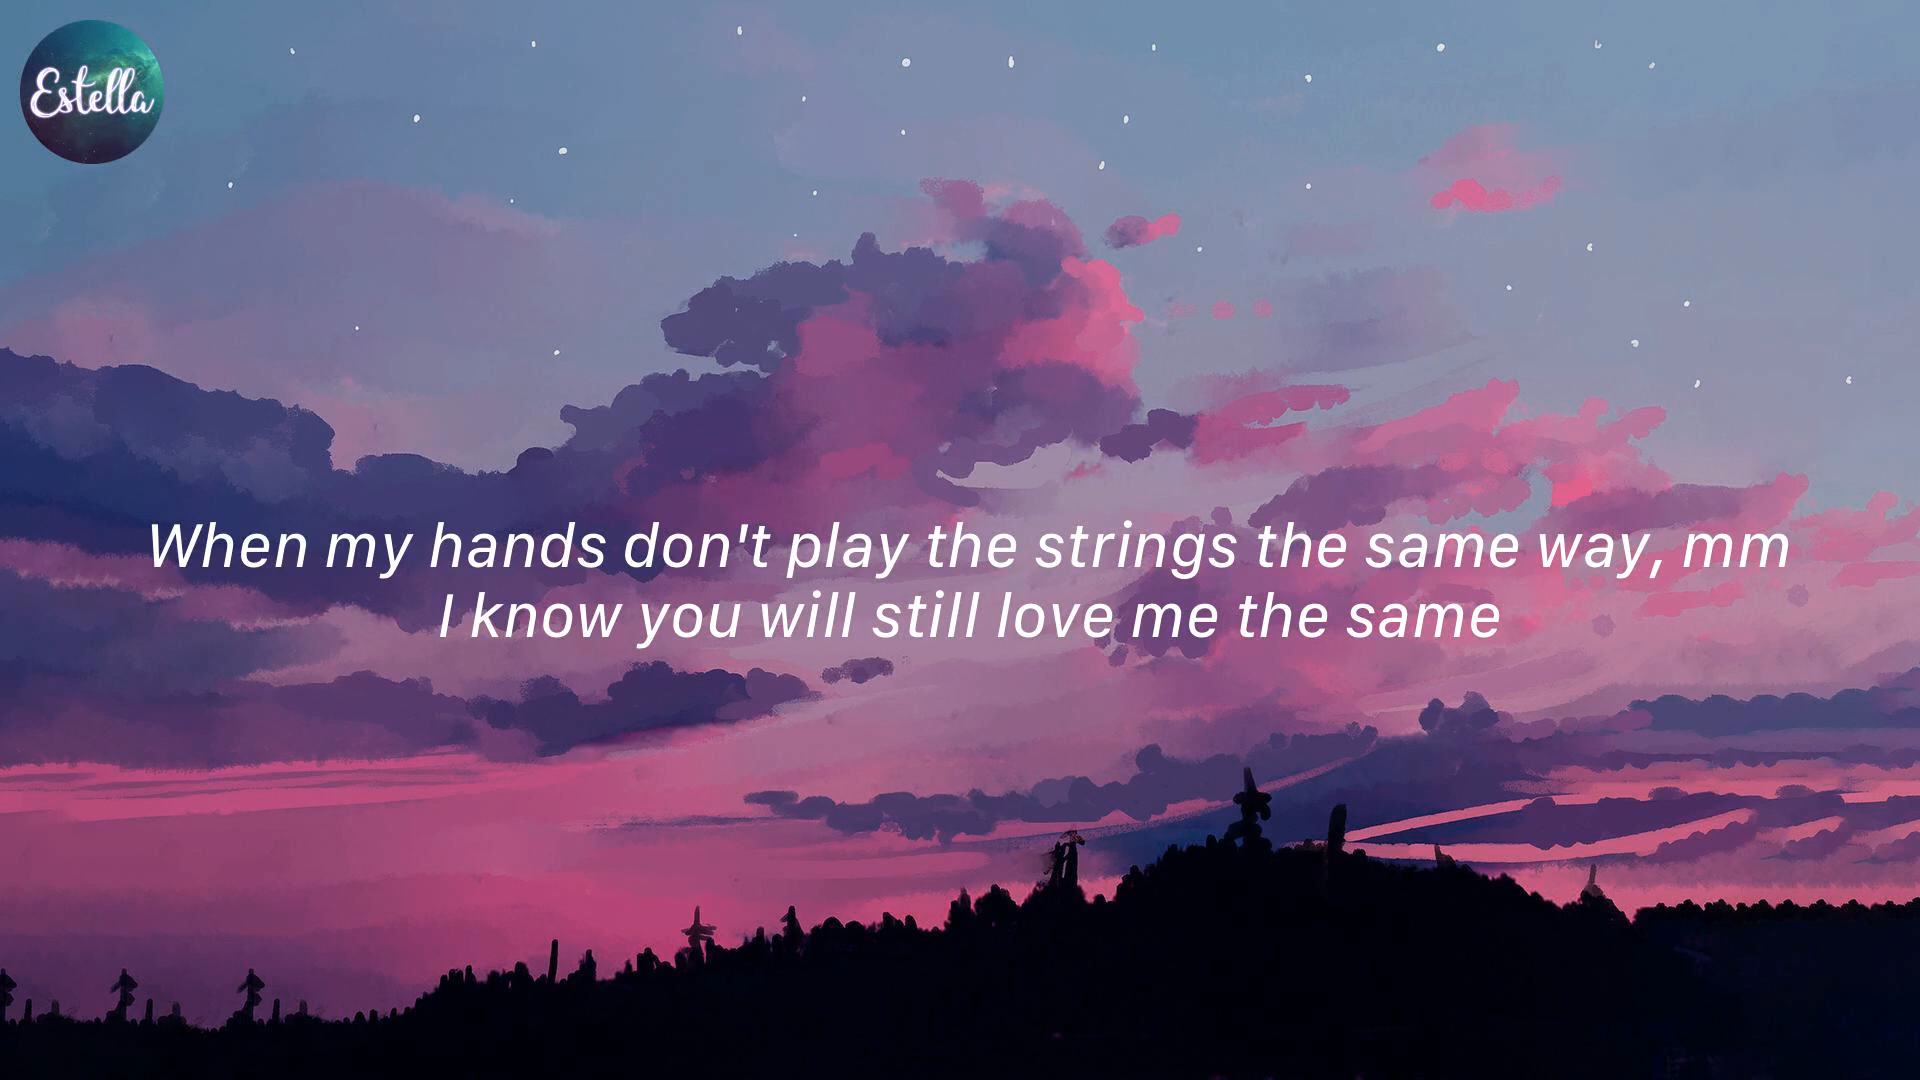 Estella
When my hands don't play the strings the same way, mm
I know you will still love me the same